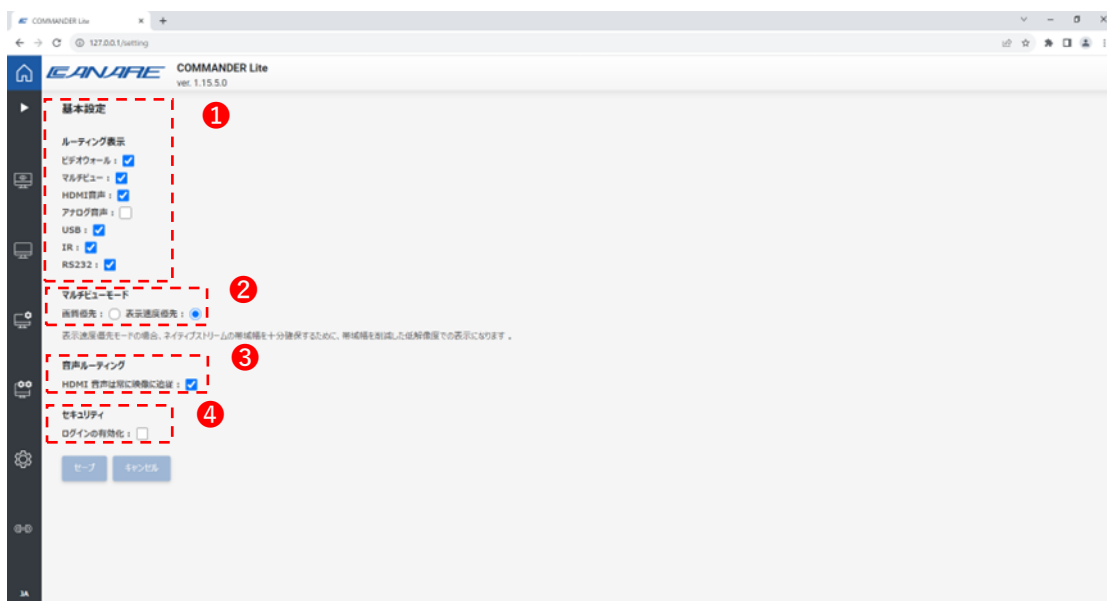 COMMANDER Lite
127.0.0.1/setting
CANARE
COMMANDER Lite
ver. 1.15.5.0
基本設定
1
ルーティング表示
ビデオウォール :
マルチビュー :
HDMI音声 :
アナログ音声 :
USB :
IR :
RS232 :
マルチビューモード
2
画質優先 : 表示速度優先 :
表示速度優先モードの場合、ネイティブストリームの帯域幅を十分確保するために、帯域幅を削減した低解像度での表示になります 。
3
音声ルーティング
HDMI 音声は常に映像に追従 :
セキュリティ
4
ログインの有効化 :
セーブ キャンセル
JA